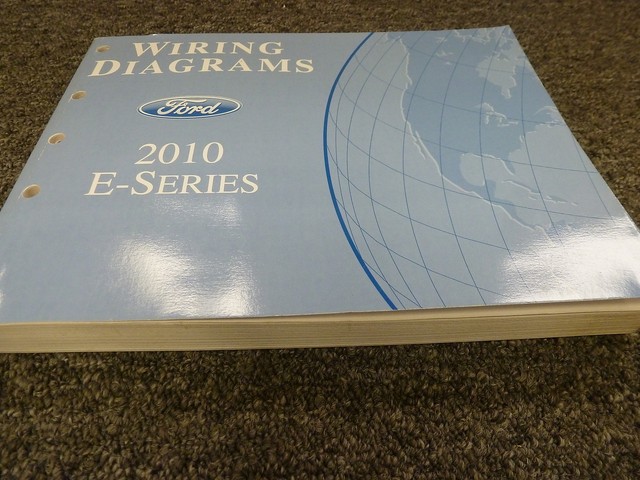 WIRING
DIAGRAMS
Ford
2010
E-SERIES